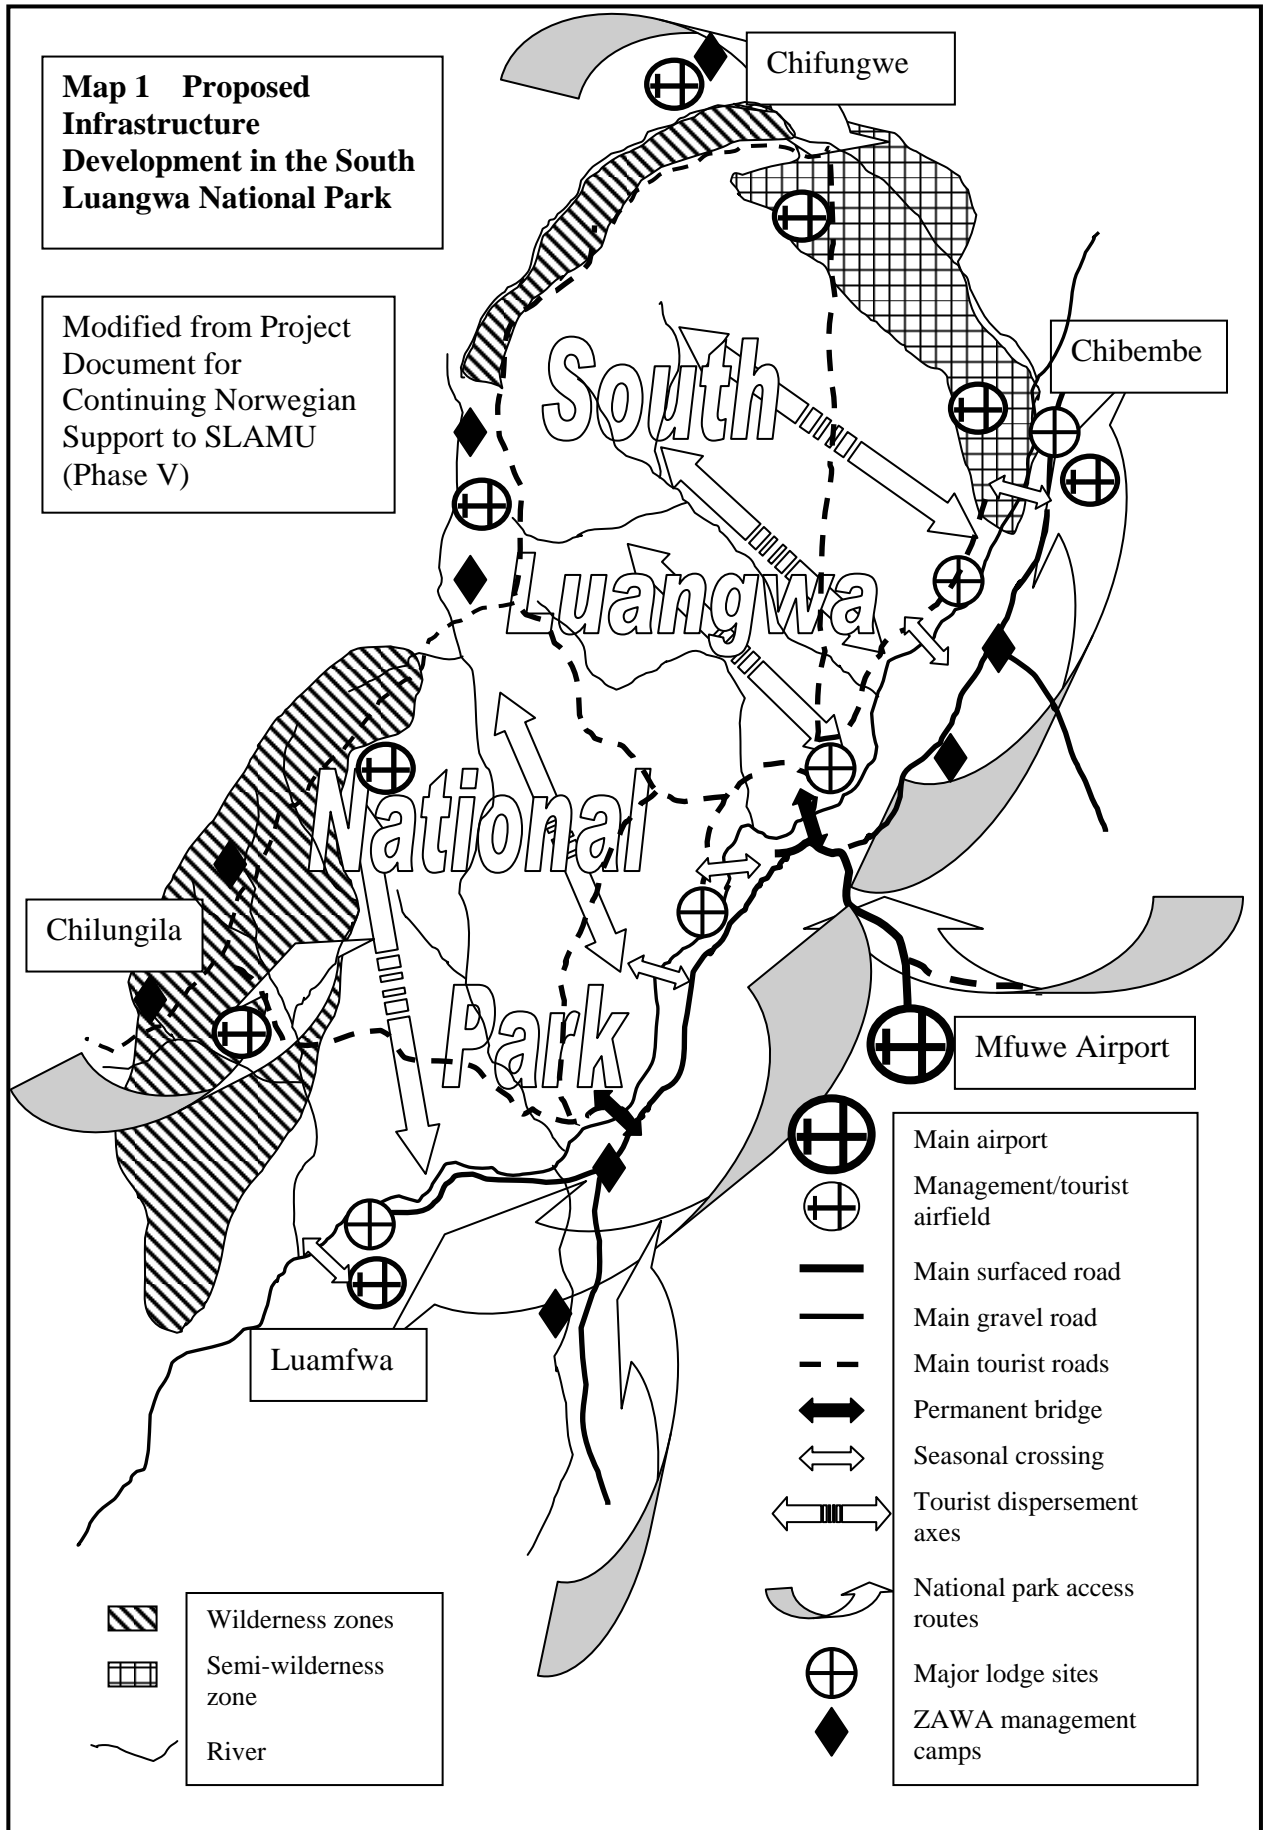 Map 1 Proposed
Infrastructure
Development in the South
Luangwa National Park
Chifungwe
Modified from Project
Document for
Continuing Norwegian
Support to SLAMU
(Phase V)
Chibembe
South
Luangwa
National
Park
Chilungila
Mfuwe Airport
Luamfwa
Main airport
Management/tourist
airfield
Main surfaced road
Main gravel road
Main tourist roads
Permanent bridge
Seasonal crossing
Tourist dispersement
axes
National park access
routes
Major lodge sites
ZAWA management
camps
Wilderness zones
Semi-wilderness
zone
River